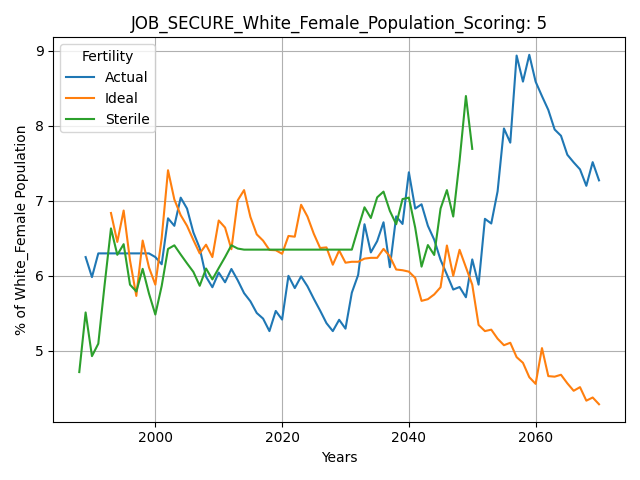 JOB_SECURE_White_Female_Population_Scoring: 5
Fertility
Actual
Ideal
Sterile
% of White_Female Population
9
8
7
6
5
2000 2020 2040 2060
Years